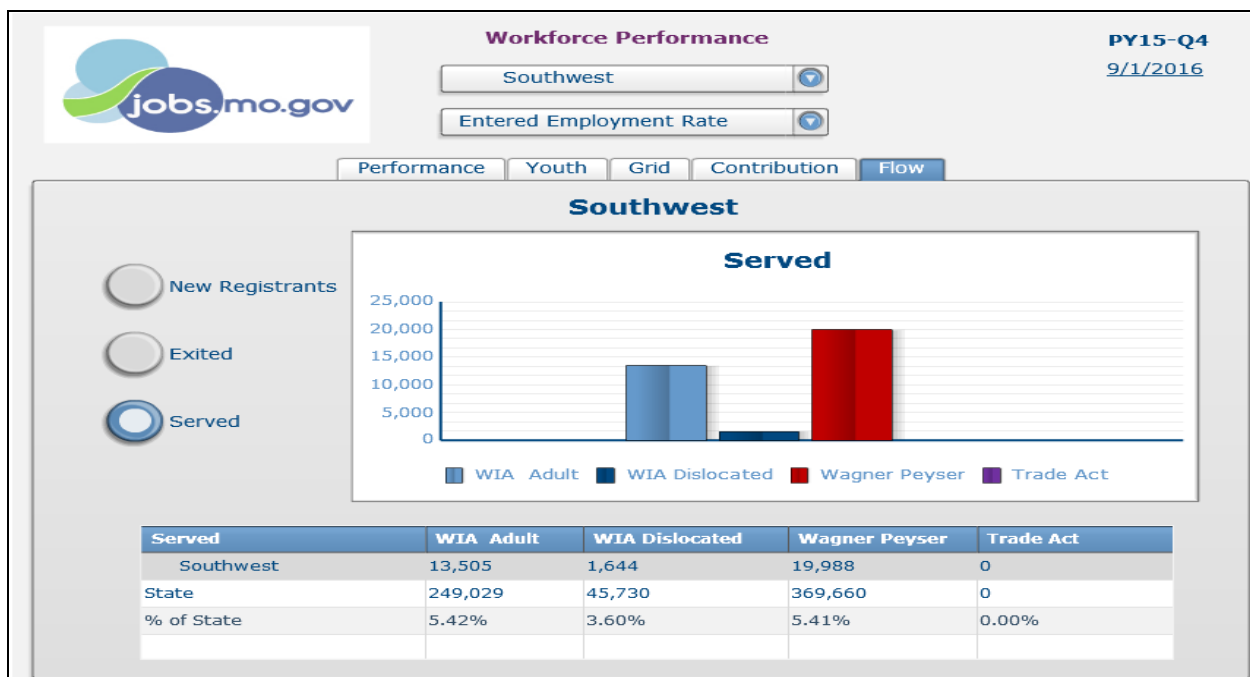 jobs.mo.gov
Workforce Performance
Southwest
Entered Employment Rate
PY15-Q4
9/1/2016
Performance Youth Grid Contribution Flow
Southwest
New Registrants
Exited
Served
Served
25,000
20,000
15,000
10,000
5,000
0
WIA Adult WIA Dislocated Wagner Peyser Trade Act
Served WIA Adult WIA Dislocated Wagner Peyser Trade Act
Southwest 13,505 1,644 19,988 0
State 249,029 45,730 369,660 0
% of State 5.42% 3.60% 5.41% 0.00%